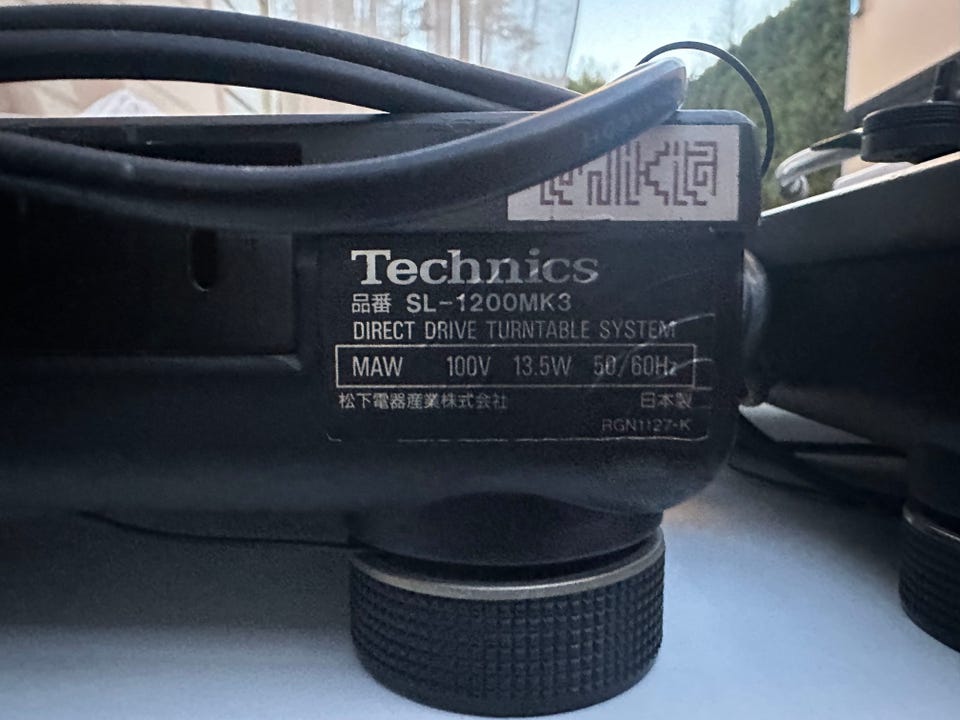 Technics
品番 SL-1200MK3
DIRECT DRIVE TURNTABLE SYSTEM
MAW 100V 13.5W 50/60Hz
松下電器産業株式会社 日本製
RGN1127-K